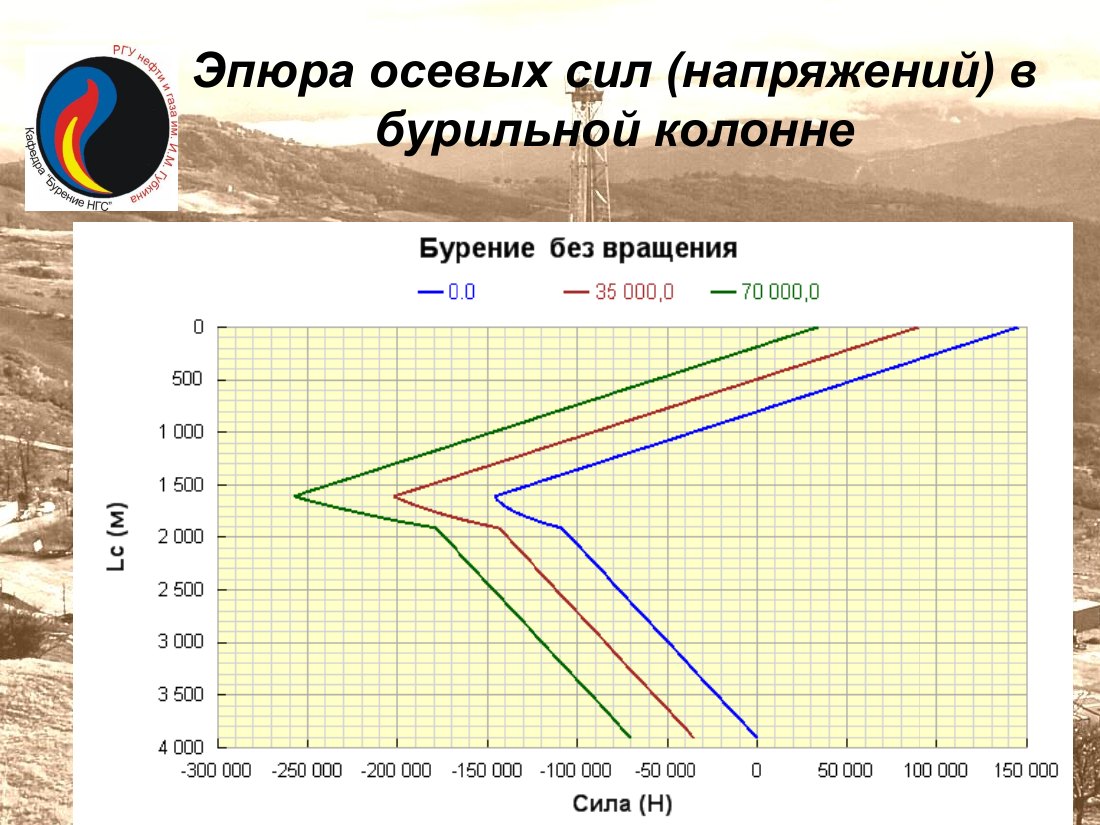 РГУ нефти и газа им. И.М. Губкина
Кафедра "Бурение НГС"
Эпюра осевых сил (напряжений) в
бурильной колонне
Бурение без вращения
0.0 35 000,0 70 000,0
0
500
1 000
1 500
2 000
2 500
3 000
3 500
4 000
Lc (м)
-300 000 -250 000 -200 000 -150 000 -100 000 -50 000 0 50 000 100 000 150 000
Сила (Н)